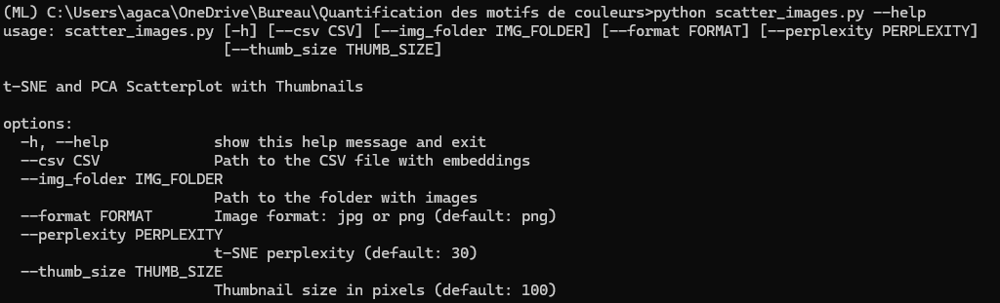 (ML) C:\Users\agaca\OneDrive\Bureau\Quantification des motifs de couleurs>python scatter_images.py --help
usage: scatter_images.py [-h] [--csv CSV] [--img_folder IMG_FOLDER] [--format FORMAT] [--perplexity PERPLEXITY]
                         [--thumb_size THUMB_SIZE]

t-SNE and PCA Scatterplot with Thumbnails

options:
  -h, --help            show this help message and exit
  --csv CSV             Path to the CSV file with embeddings
  --img_folder IMG_FOLDER
                        Path to the folder with images
  --format FORMAT       Image format: jpg or png (default: png)
  --perplexity PERPLEXITY
                        t-SNE perplexity (default: 30)
  --thumb_size THUMB_SIZE
                        Thumbnail size in pixels (default: 100)